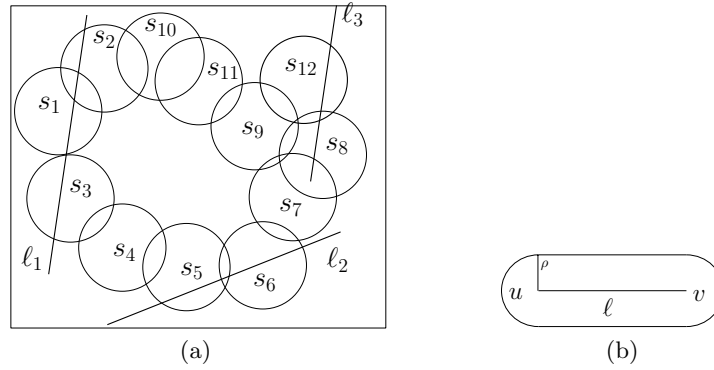 s₁₀
ℓ₃
s₂
s₁₁
s₁₂
s₁
s₉
s₈
s₃
s₇
s₄
ℓ₁
s₅
s₆
ℓ₂
(a)
ρ
u
v
ℓ
(b)